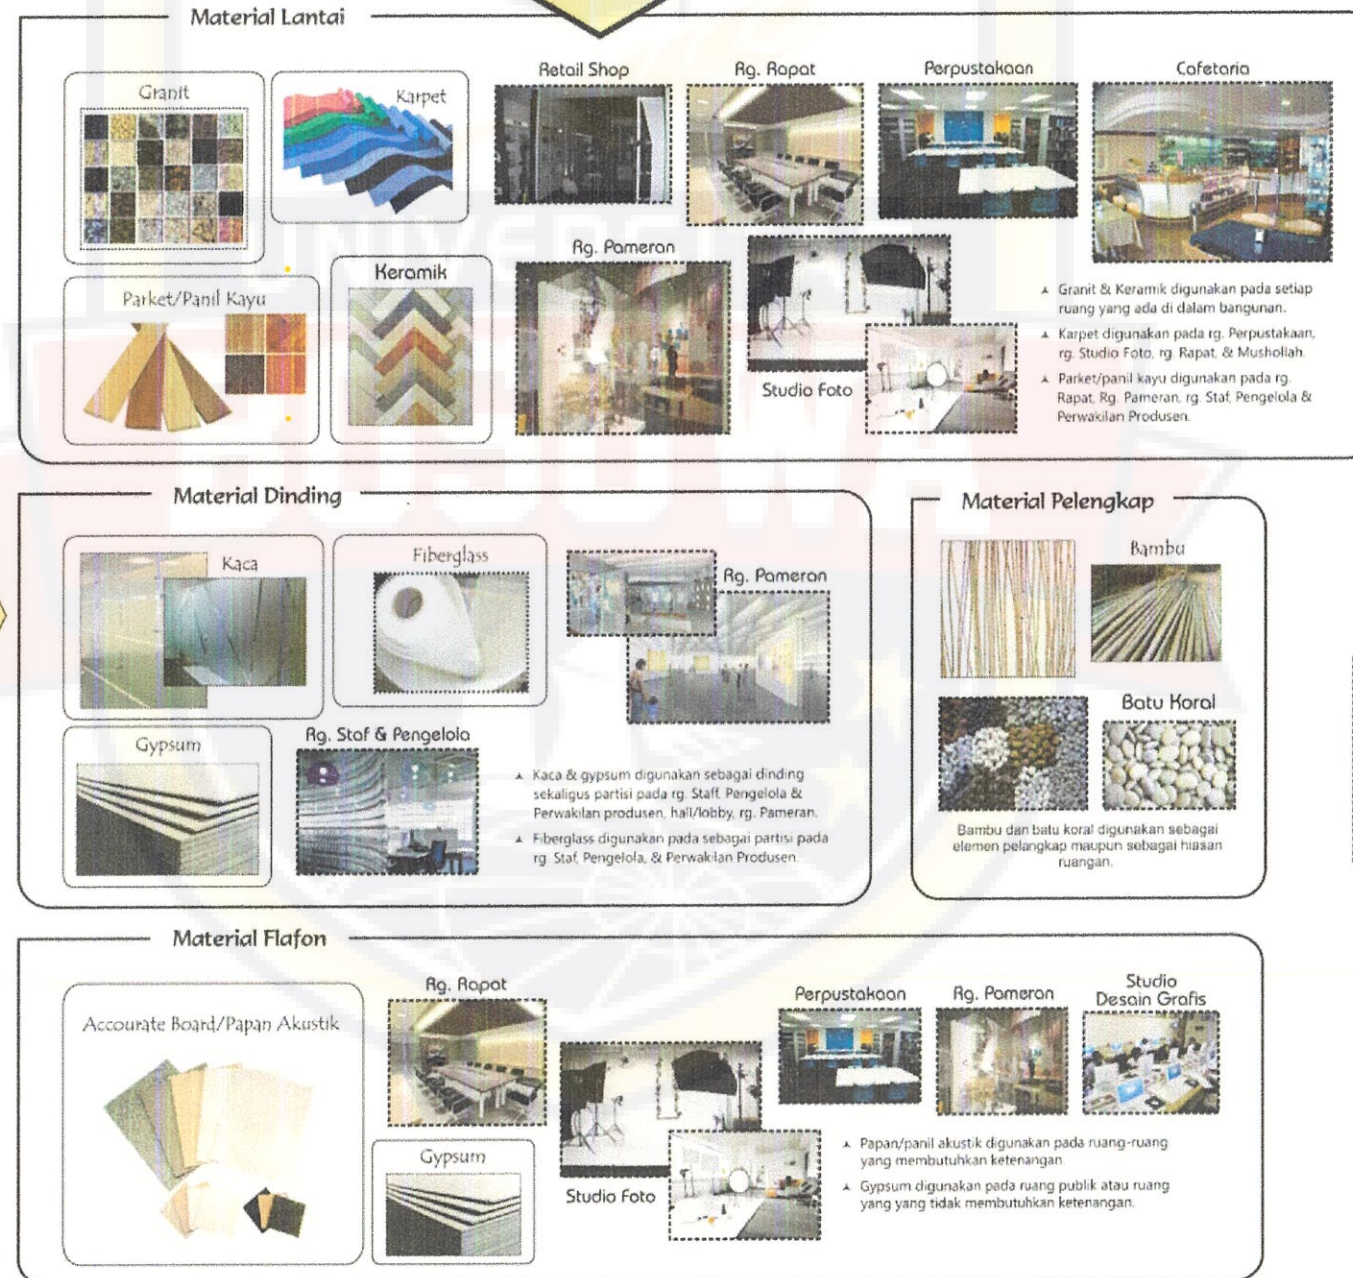 Material Lantai
Granit
Karpet
Retail Shop
Rg. Rapat
Perpustakaan
Cafetaria
Parket/Panil Kayu
Keramik
Rg. Pameran
Studio Foto
Granit & Keramik digunakan pada setiap
ruang yang ada di dalam bangunan.
Karpet digunakan pada rg. Perpustakaan,
rg. Studio Foto, rg. Rapat, & Mushollah.
Parket/panil kayu digunakan pada rg.
Rapat, Rg. Pameran, rg. Staf, Pengelola &
Perwakilan Produsen.
Material Dinding
Kaca
Fiberglass
Rg. Pameran
Gypsum
Rg. Staf & Pengelola
Kaca & gypsum digunakan sebagai dinding
sekaligus partisi pada rg. Staff, Pengelola &
Perwakilan produsen, hall/lobby, rg. Pameran.
Fiberglass digunakan pada sebagai partisi pada
rg. Staf, Pengelola, & Perwakilan Produsen.
Material Pelengkap
Bambu
Batu Koral
Bambu dan batu koral digunakan sebagai
elemen pelangkap maupun sebagai hiasan
ruangan.
Material Flafon
Accourate Board/Papan Akustik
Rg. Rapat
Gypsum
Studio Foto
Perpustakaan
Rg. Pameran
Studio
Desain Grafis
Papan/panil akustik digunakan pada ruang-ruang
yang membutuhkan ketenangan.
Gypsum digunakan pada ruang publik atau ruang
yang yang tidak membutuhkan ketenangan.
UNIVERSITAS
BOSOWA